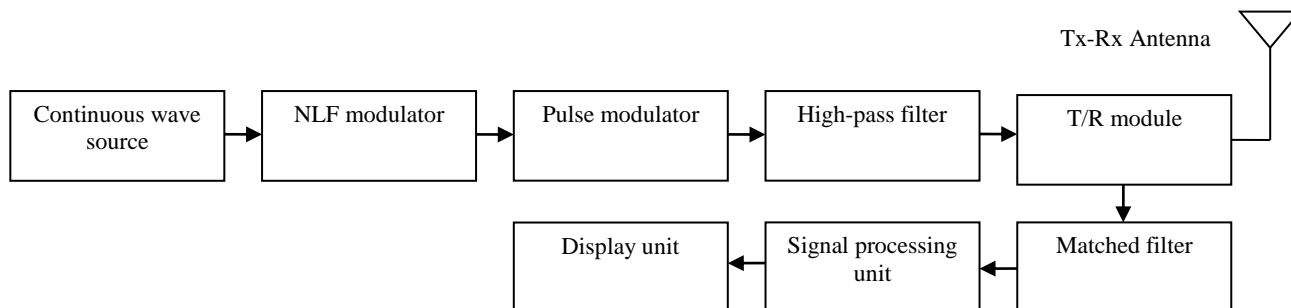 Tx-Rx Antenna
Continuous wave
source
NLF modulator
Pulse modulator
High-pass filter
T/R module
Display unit
Signal processing
unit
Matched filter